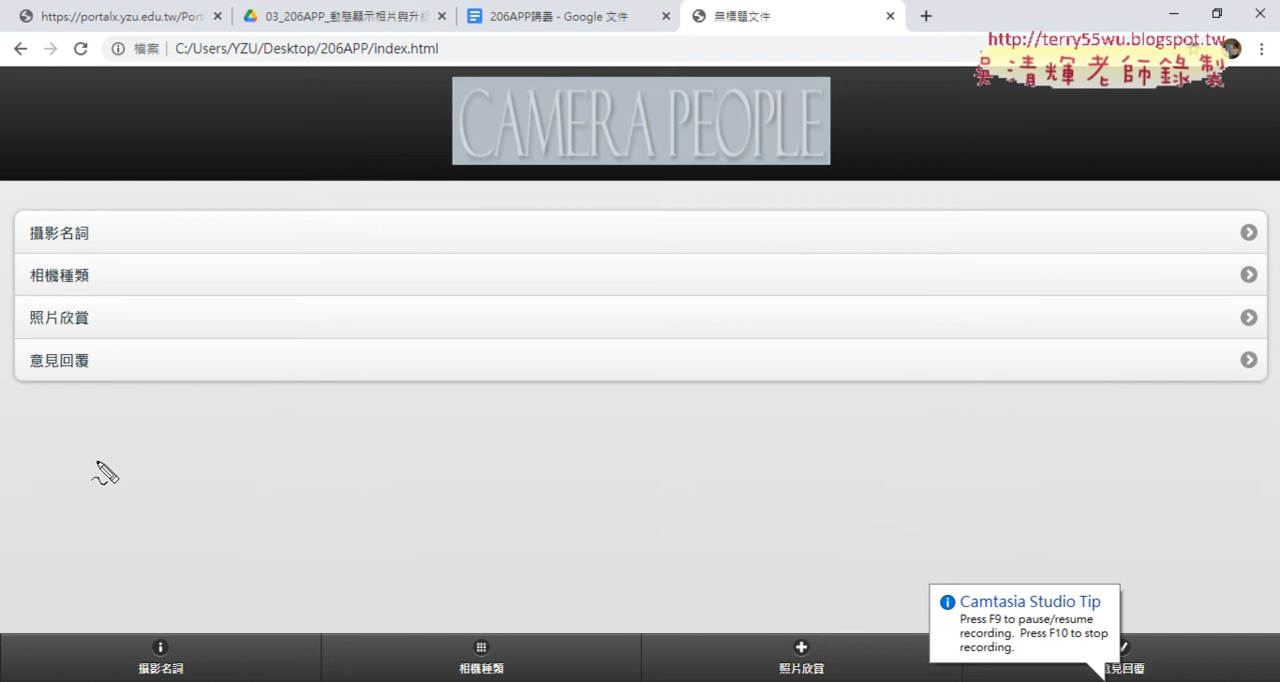 https://portalx.yzu.edu.tw/Port
03_206APP_動態顯示相片與升級
206APP講義 - Google 文件
無標題文件
檔案
C:/Users/YZU/Desktop/206APP/index.html
http://terry55wu.blogspot.tw
吳清輝老師錄製
CAMERA PEOPLE
攝影名詞
相機種類
照片欣賞
意見回覆
Camtasia Studio Tip
Press F9 to pause/resume
recording. Press F10 to stop
recording.
攝影名詞
相機種類
照片欣賞
意見回覆